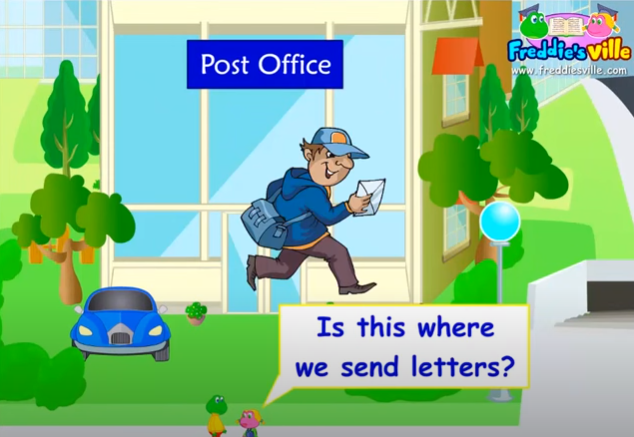 Freddie's Ville
www.freddiesville.com
Post Office
Is this where
we send letters?